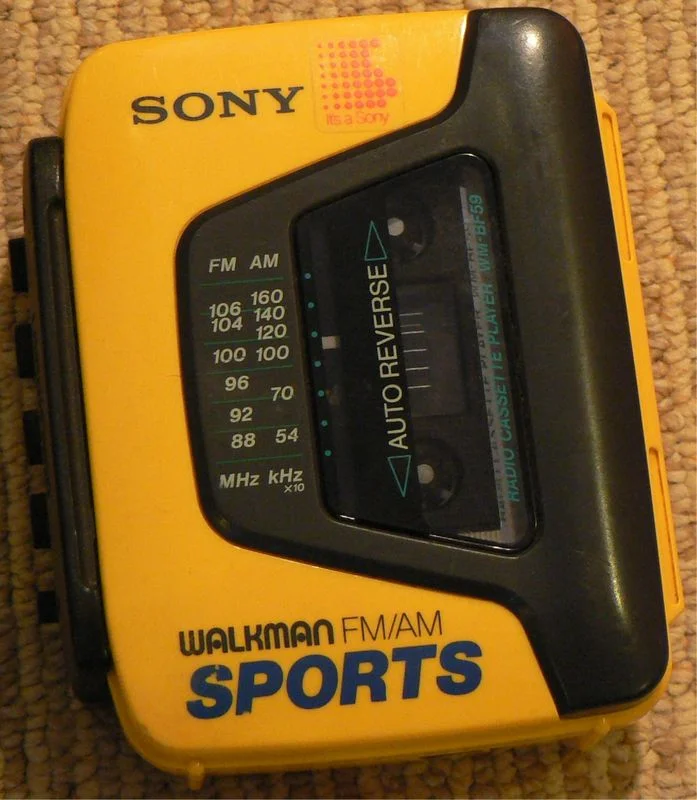 SONY
It's a Sony
FM AM
106 160
104 140
120
100 100
96
70
92
88 54
MHz kHz
x10
AUTO REVERSE
RADIO CASSETTE PLAYER WM-BF59
WALKMAN FM/AM
SPORTS